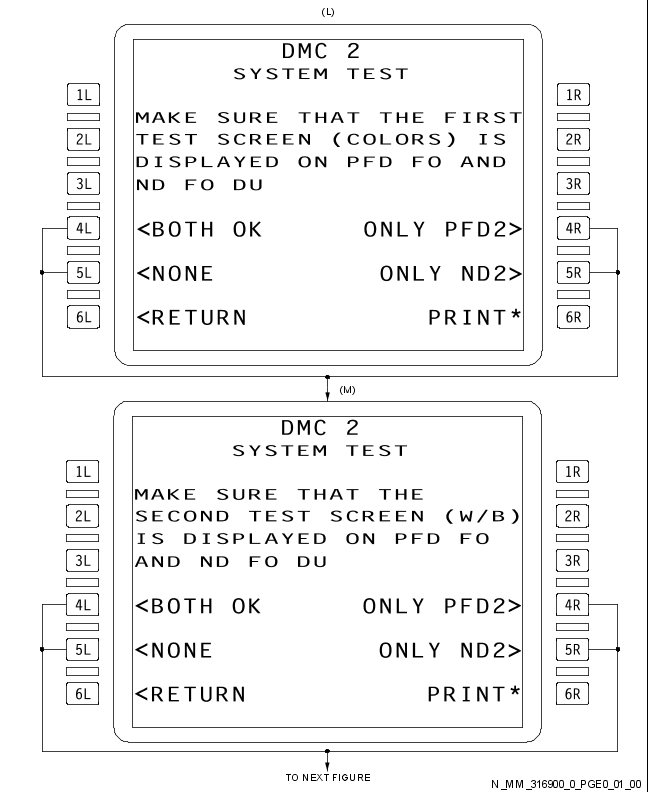 (L)
DMC 2
SYSTEM TEST
1L 1R
MAKE SURE THAT THE FIRST
2L TEST SCREEN (COLORS) IS 2R
DISPLAYED ON PFD FO AND
3L ND FO DU 3R
4L <BOTH OK ONLY PFD2> 4R
5L <NONE ONLY ND2> 5R
6L <RETURN PRINT* 6R
(M)
DMC 2
SYSTEM TEST
1L 1R
MAKE SURE THAT THE
2L SECOND TEST SCREEN (W/B) 2R
IS DISPLAYED ON PFD FO
3L AND ND FO DU 3R
4L <BOTH OK ONLY PFD2> 4R
5L <NONE ONLY ND2> 5R
6L <RETURN PRINT* 6R
TO NEXT FIGURE
N_MM_316900_0_PGE0_01_00